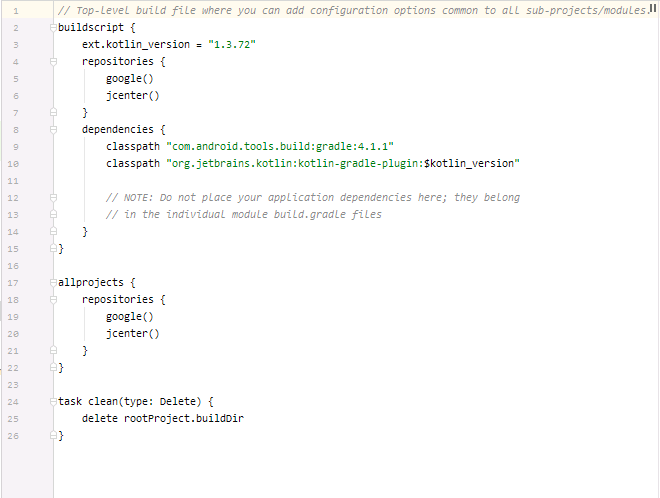 1 // Top-level build file where you can add configuration options common to all sub-projects/modules.
2 buildscript {
3     ext.kotlin_version = "1.3.72"
4     repositories {
5         google()
6         jcenter()
7     }
8     dependencies {
9         classpath "com.android.tools.build:gradle:4.1.1"
10         classpath "org.jetbrains.kotlin:kotlin-gradle-plugin:$kotlin_version"
11
12         // NOTE: Do not place your application dependencies here; they belong
13         // in the individual module build.gradle files
14     }
15 }
16
17 allprojects {
18     repositories {
19         google()
20         jcenter()
21     }
22 }
23
24 task clean(type: Delete) {
25     delete rootProject.buildDir
26 }